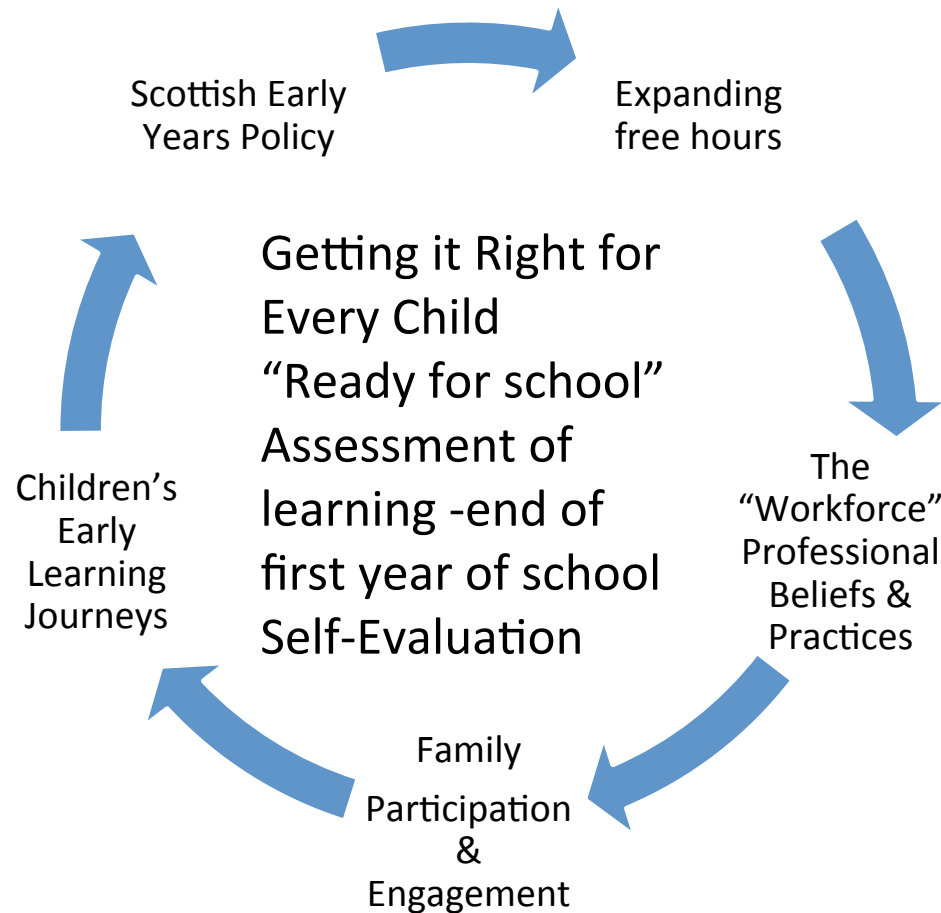 Scottish Early
Years Policy
Expanding
free hours
Getting it Right for
Every Child
“Ready for school”
Assessment of
learning -end of
first year of school
Self-Evaluation
The
“Workforce”
Professional
Beliefs &
Practices
Family
Participation
&
Engagement
Children’s
Early
Learning
Journeys